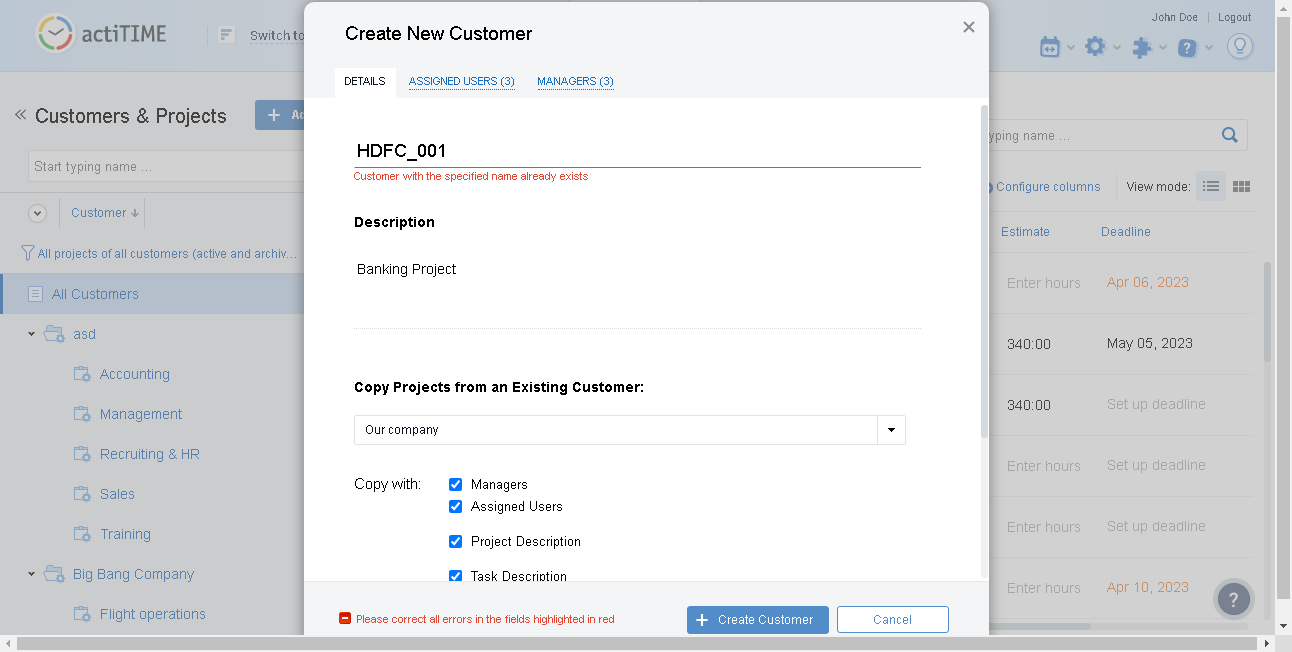 actiTIME
Switch to
John Doe | Logout
Create New Customer
DETAILS
ASSIGNED USERS (3)
MANAGERS (3)
Customers & Projects
Start typing name ...
Customer
All projects of all customers (active and archiv...
All Customers
asd
Accounting
Management
Recruiting & HR
Sales
Training
Big Bang Company
Flight operations
HDFC_001
Customer with the specified name already exists
Description
Banking Project
Copy Projects from an Existing Customer:
Our company
Copy with:
Managers
Assigned Users
Project Description
Task Description
Please correct all errors in the fields highlighted in red
Create Customer
Cancel
typing name ...
Configure columns
View mode:
Estimate
Deadline
Enter hours
Apr 06, 2023
340:00
May 05, 2023
340:00
Set up deadline
Enter hours
Set up deadline
Enter hours
Set up deadline
Enter hours
Apr 10, 2023
?